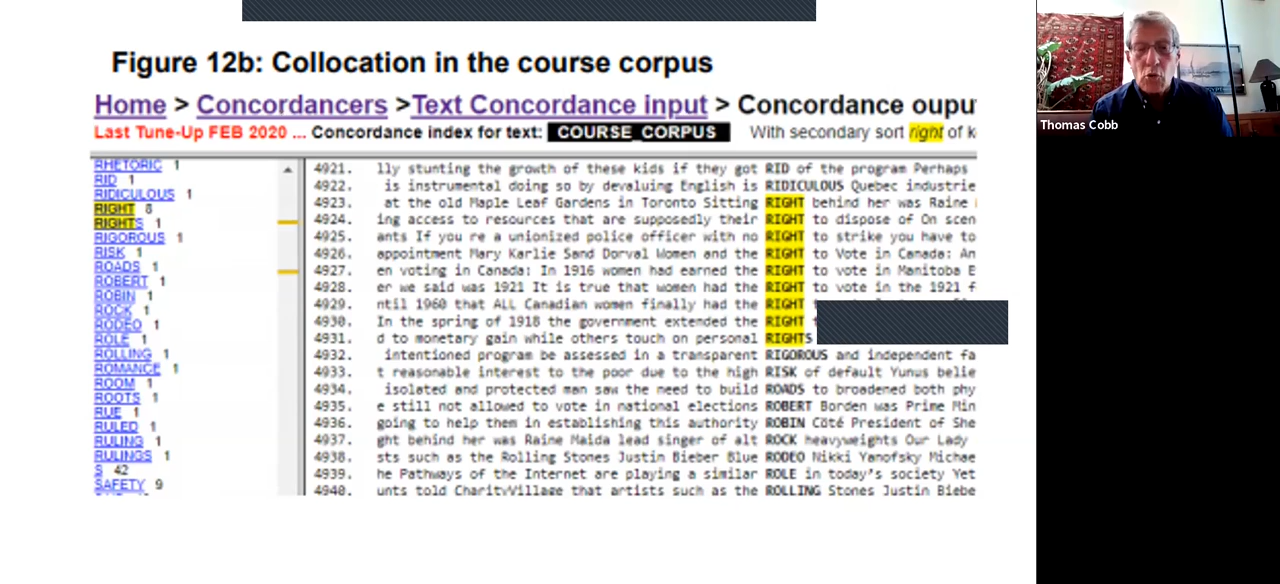 Figure 12b: Collocation in the course corpus
Home > Concordancers >Text Concordance input > Concordance oupu
Last Tune-Up FEB 2020 ... Concordance index for text: COURSE_CORPUS With secondary sort right of k
RHETORIC 1
RID 1
RIDICULOUS 1
RIGHT 8
RIGHTS 1
RIGOROUS 1
RISK 1
ROADS 1
ROBERT 1
ROBIN 1
ROCK 1
RODEO 1
ROLE 1
ROLLING 1
ROMANCE 1
ROOM 1
ROOTS 1
RUE 1
RULED 1
RULING 1
RULINGS 1
S 42
SAFETY 9
4921. lly stunting the growth of these kids if they got RID of the program Perhaps
4922. is instrumental doing so by devaluing English is RIDICULOUS Quebec industrie
4923. at the old Maple Leaf Gardens in Toronto Sitting RIGHT behind her was Raine
4924. ing access to resources that are supposedly their RIGHT to dispose of On scen
4925. ants If you re a unionized police officer with no RIGHT to strike you have to
4926. appointment Mary Karlie Sand Dorval Women and the RIGHT to Vote in Canada: An
4927. en voting in Canada: In 1916 women had earned the RIGHT to vote in Manitoba E
4928. er we said was 1921 It is true that women had the RIGHT to vote in the 1921 f
4929. ntil 1960 that ALL Canadian women finally had the RIGHT
4930. In the spring of 1918 the government extended the RIGHT
4931. d to monetary gain while others touch on personal RIGHTS
4932. intentioned program be assessed in a transparent RIGOROUS and independent fa
4933. t reasonable interest to the poor due to the high RISK of default Yunus belie
4934. isolated and protected man saw the need to build ROADS to broadened both phy
4935. e still not allowed to vote in national elections ROBERT Borden was Prime Min
4936. going to help them in establishing this authority ROBIN Côté President of She
4937. ght behind her was Raine Maida lead singer of alt ROCK heavyweights Our Lady
4938. sts such as the Rolling Stones Justin Bieber Blue RODEO Nikki Yanofsky Michae
4939. he Pathways of the Internet are playing a similar ROLE in today's society Yet
4940. unts told CharityVillage that artists such as the ROLLING Stones Justin Biebe
Thomas Cobb